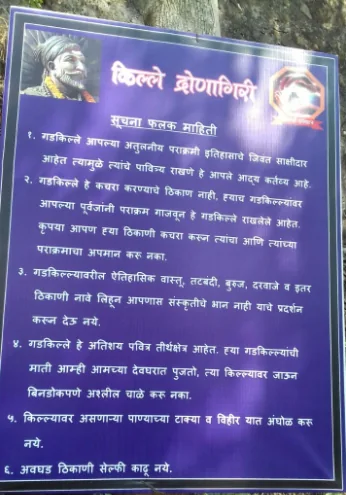 किल्ले द्रोणागिरी
सूचना फलक माहिती
१. गडकिल्ले आपल्या अतुलनीय पराक्रमी इतिहासाचे जिवंत साक्षीदार
आहेत त्यामुळे त्यांचे पावित्र्य राखणे हे आपले आद्य कर्तव्य आहे.
२. गडकिल्ले हे कचरा करण्याचे ठिकाण नाही, ह्याच गडकिल्ल्यांवर
आपल्या पूर्वजांनी पराक्रम गाजवून हे गडकिल्ले राखलेले आहेत.
कृपया आपण ह्या ठिकाणी कचरा करून त्यांचा आणि त्यांच्या
पराक्रमाचा अपमान करू नका.
३. गडकिल्ल्यावरील ऐतिहासिक वास्तू, तटबंदी, बुरुज, दरवाजे व इतर
ठिकाणी नावे लिहून आपणास संस्कृतीचे भान नाही याचे प्रदर्शन
करून देऊ नये.
४. गडकिल्ले हे अतिशय पवित्र तीर्थक्षेत्र आहेत. ह्या गडकिल्ल्यांची
माती आम्ही आमच्या देवघरात पुजतो, त्या किल्ल्यावर जाऊन
बिनडोकपणे अश्लील चाळे करू नका.
५. किल्ल्यावर असणाऱ्या पाण्याच्या टाक्या व विहीर यात अंघोळ करू
नये.
६. अवघड ठिकाणी सेल्फी काढू नये.